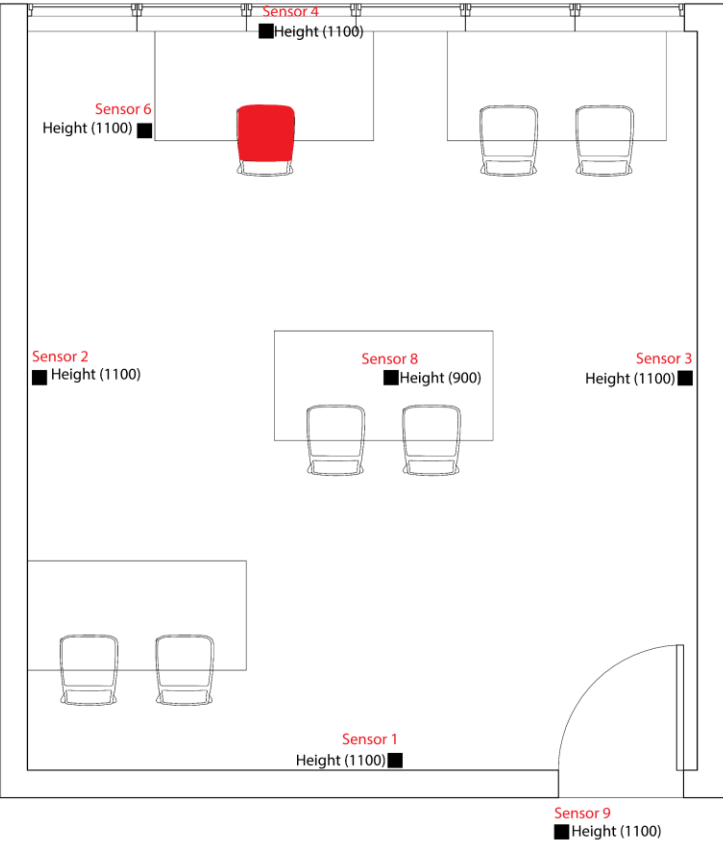 Sensor 4
Height (1100)
Sensor 6
Height (1100)
Sensor 2
Height (1100)
Sensor 8
Height (900)
Sensor 3
Height (1100)
Sensor 1
Height (1100)
Sensor 9
Height (1100)